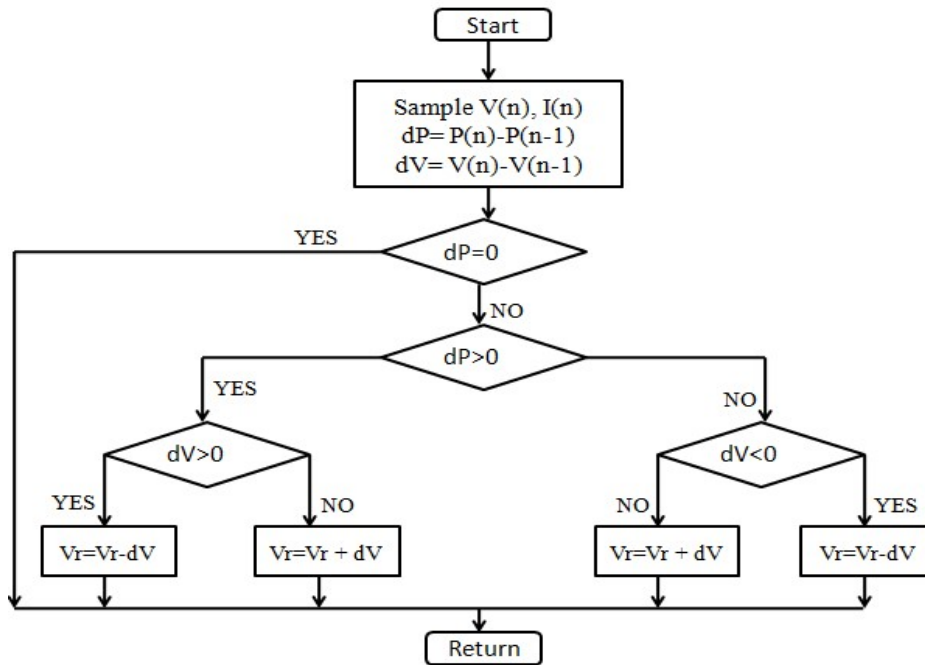 Start
Sample V(n), I(n)
dP= P(n)-P(n-1)
dV= V(n)-V(n-1)
YES
dP=0
NO
dP>0
YES
NO
dV>0
dV<0
YES
NO
NO
YES
Vr=Vr-dV
Vr=Vr + dV
Vr=Vr + dV
Vr=Vr-dV
Return